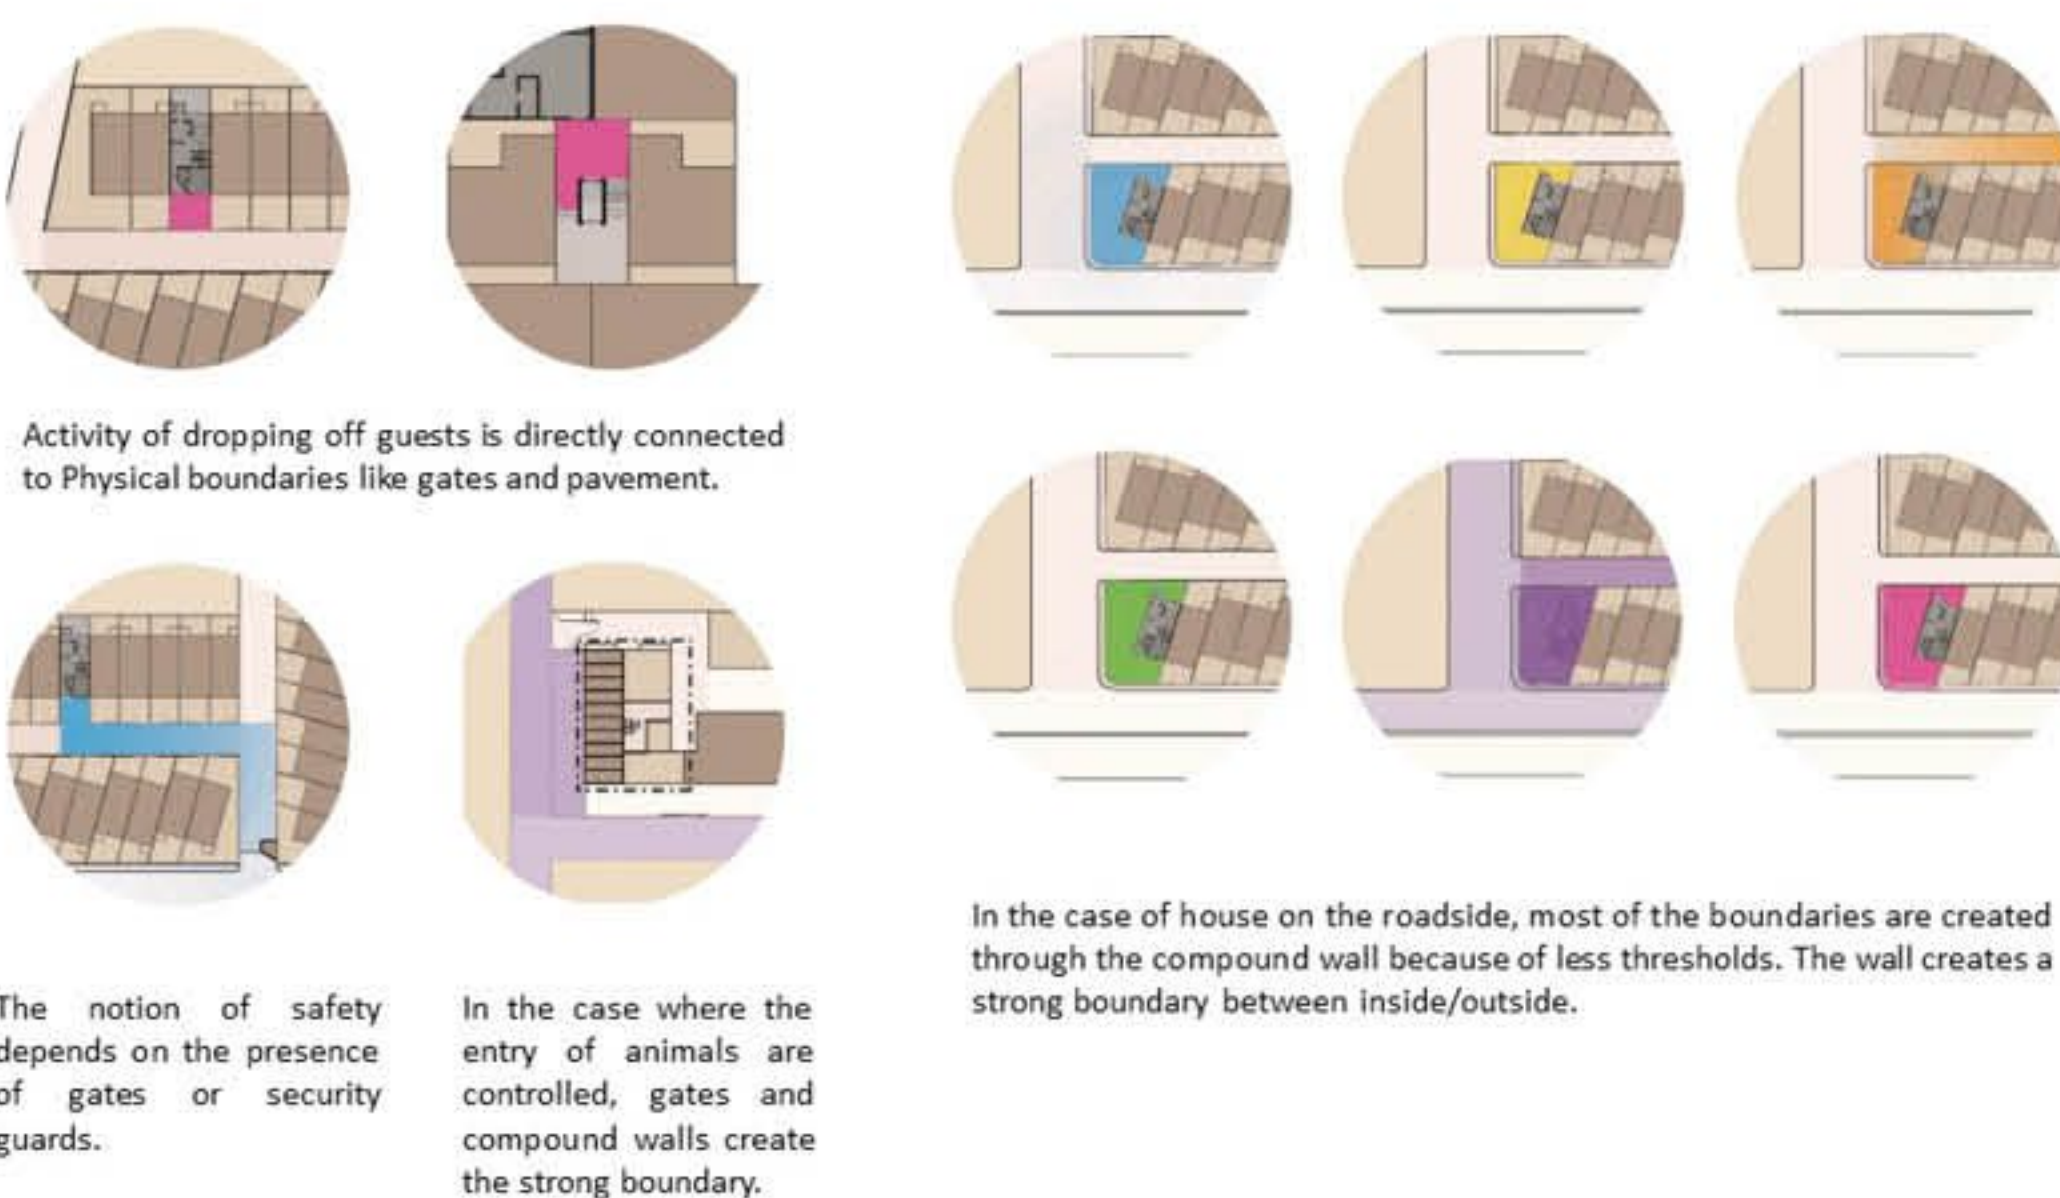 Activity of dropping off guests is directly connected
to Physical boundaries like gates and pavement.
The notion of safety
depends on the presence
of gates or security
guards.
In the case where the
entry of animals are
controlled, gates and
compound walls create
the strong boundary.
In the case of house on the roadside, most of the boundaries are created
through the compound wall because of less thresholds. The wall creates a
strong boundary between inside/outside.